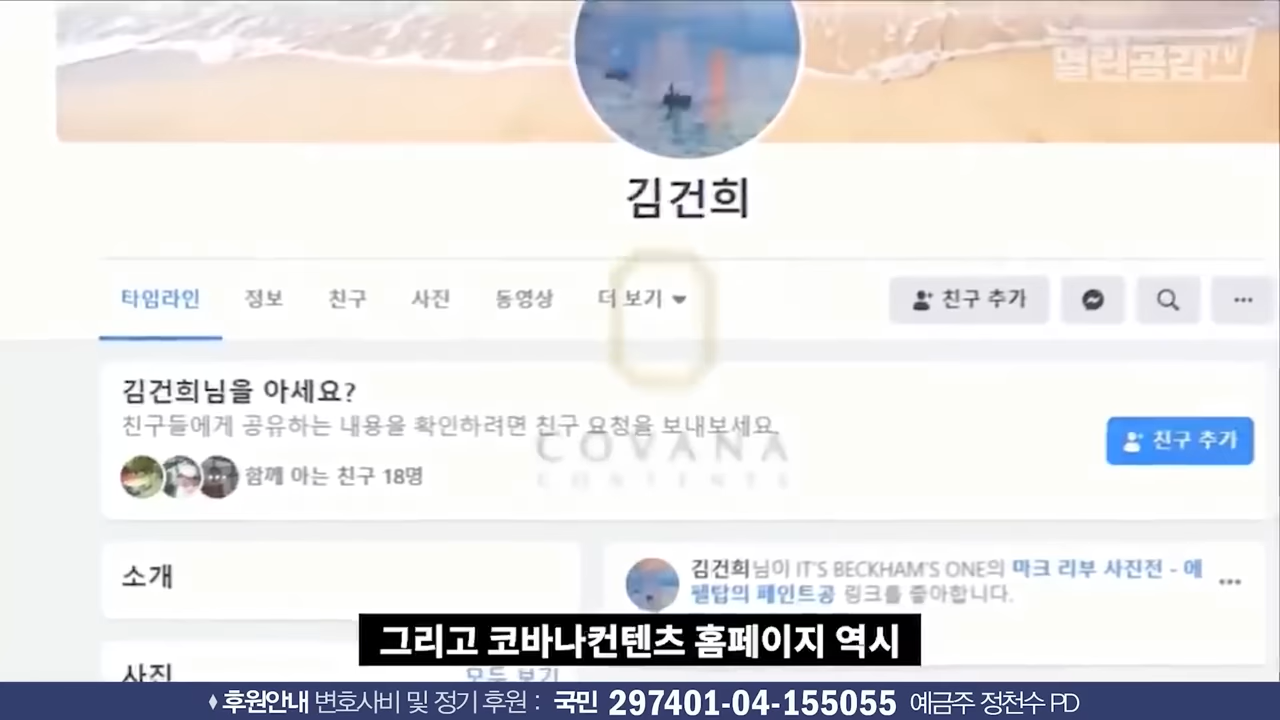 열린공감TV
김건희
타임라인 정보 친구 사진 동영상 더 보기 친구 추가
김건희님을 아세요?
친구들에게 공유하는 내용을 확인하려면 친구 요청을 보내보세요.
친구 추가
COVANA
CONTENTS
함께 아는 친구 18명
소개
김건희님이 IT'S BECKHAM'S ONE의 마크 리부 사진전 - 에
펠탑의 페인트공 링크를 좋아합니다.
그리고 코바나컨텐츠 홈페이지 역시
사진 모두 보기
후원안내 변호사비 및 정기 후원 : 국민 297401-04-155055 예금주 정천수 PD